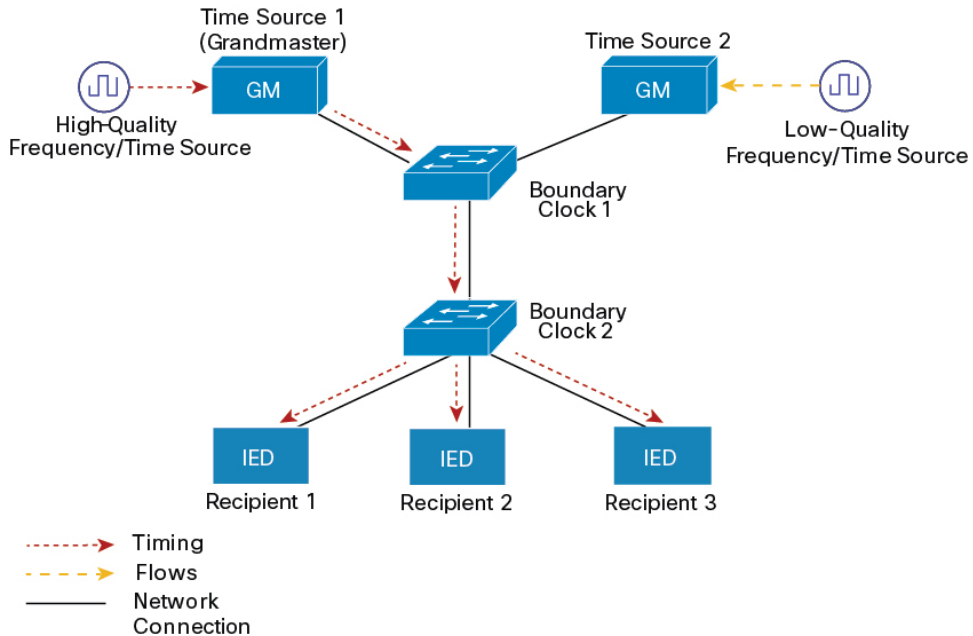 Time Source 1
(Grandmaster)
Time Source 2
GM
GM
High-Quality
Frequency/Time Source
Low-Quality
Frequency/Time Source
Boundary
Clock 1
Boundary
Clock 2
IED
IED
IED
Recipient 1
Recipient 2
Recipient 3
Timing
Flows
Network
Connection